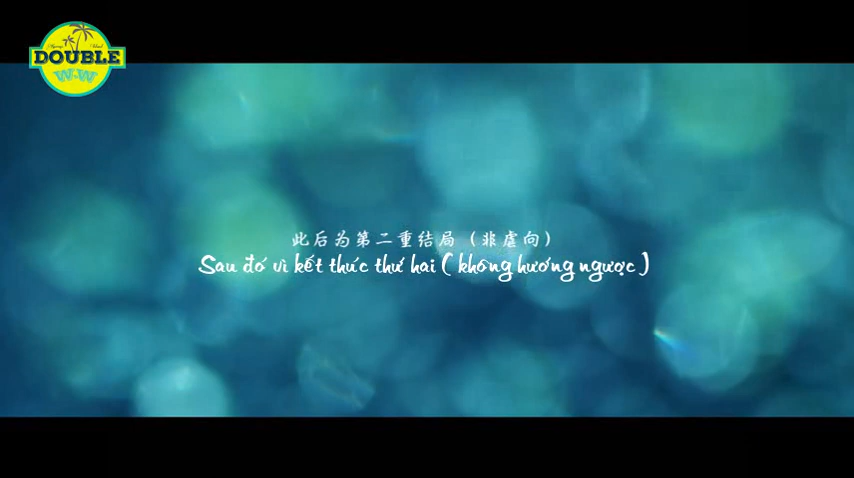 DOUBLE
W-W
此后为第二重结局（非虐向）
Sau đó vì kết thúc thứ hai ( không hướng ngược )